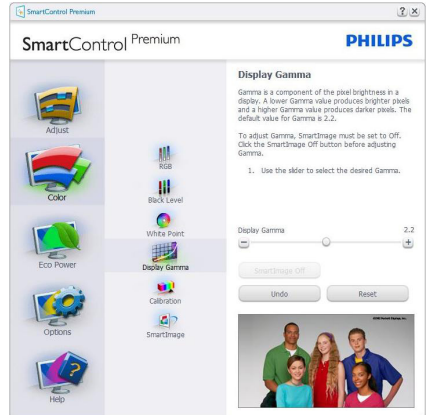 SmartControl Premium
SmartControl Premium
PHILIPS
Adjust
Color
Eco Power
Options
Help
RGB
Black Level
White Point
Display Gamma
Calibration
SmartImage
Display Gamma
Gamma is a component of the pixel brightness in a
display. A lower Gamma value produces brighter pixels
and a higher Gamma value produces darker pixels. The
default value for Gamma is 2.2.
To adjust Gamma, SmartImage must be set to Off.
Click the SmartImage Off button before adjusting
Gamma.
1. Use the slider to select the desired Gamma.
Display Gamma 2.2
SmartImage Off
Undo Reset